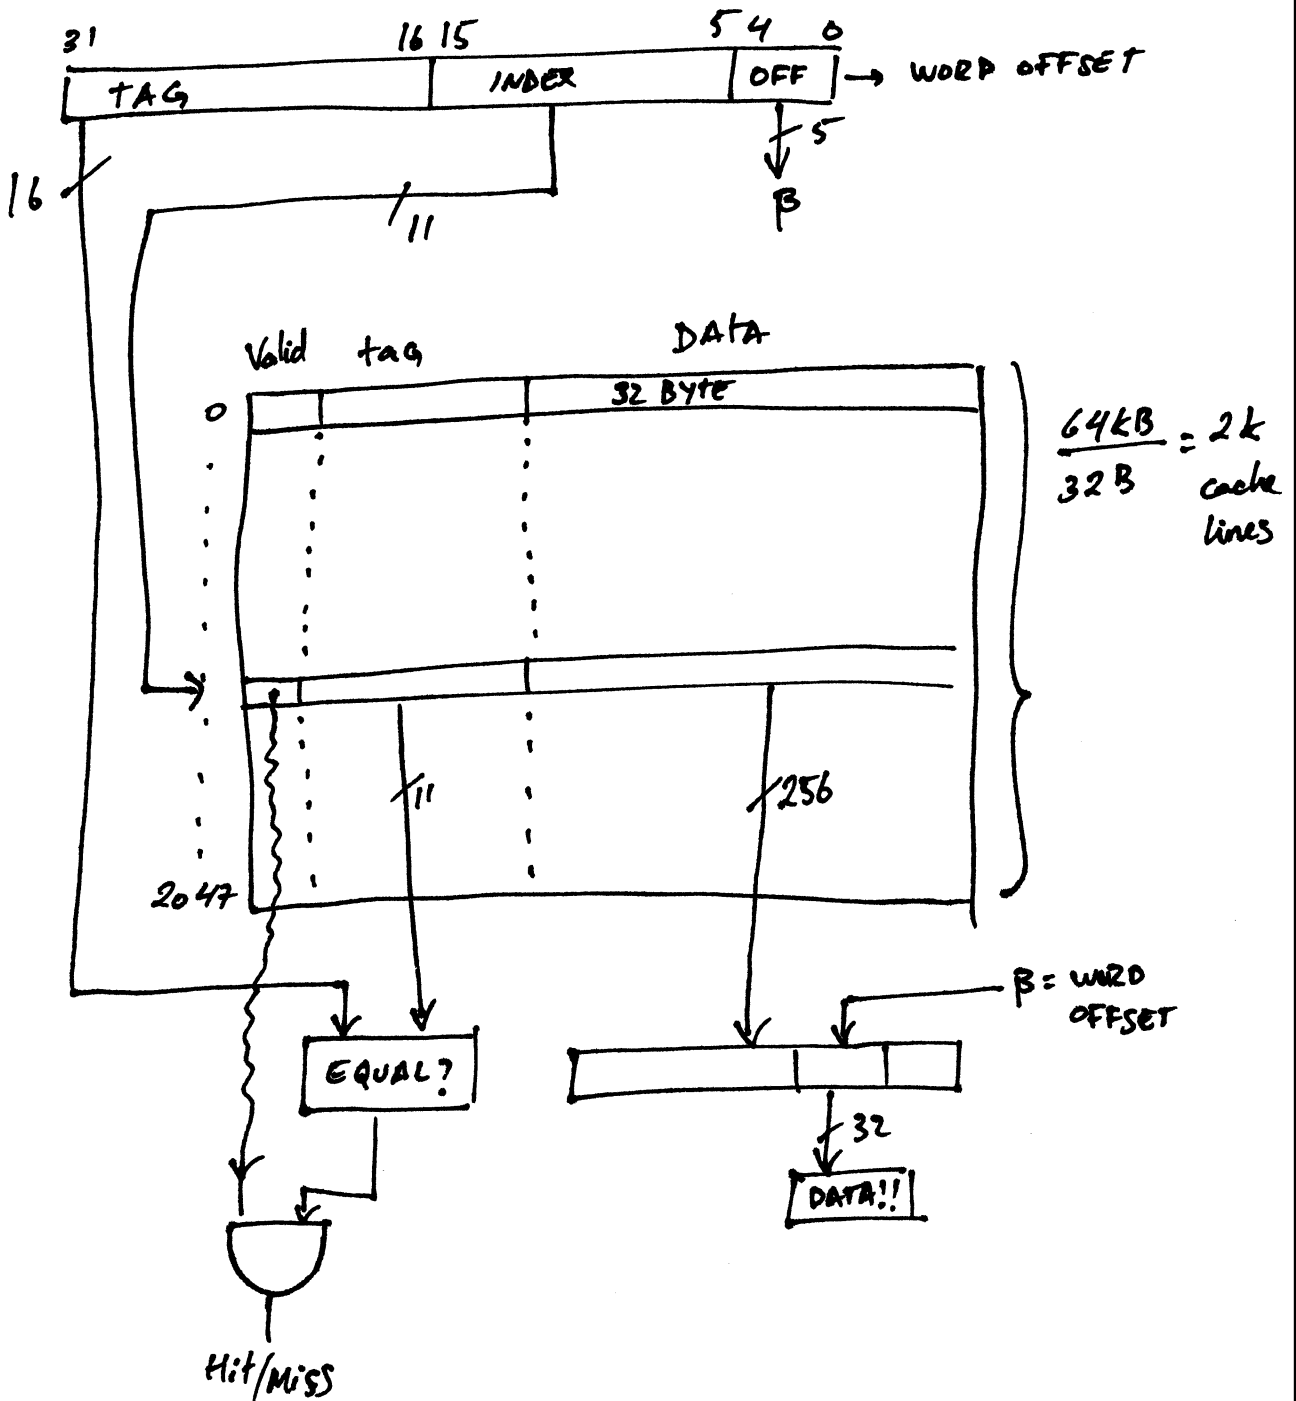 31 16 15 5 4 0
TAG INDEX OFF → WORD OFFSET
5
16
11
β
Valid tag DATA
0 32 BYTE
64kB
32B
= 2k
cache
lines
11 256
2047
β = WORD
OFFSET
EQUAL?
32
DATA!!
Hit/Miss